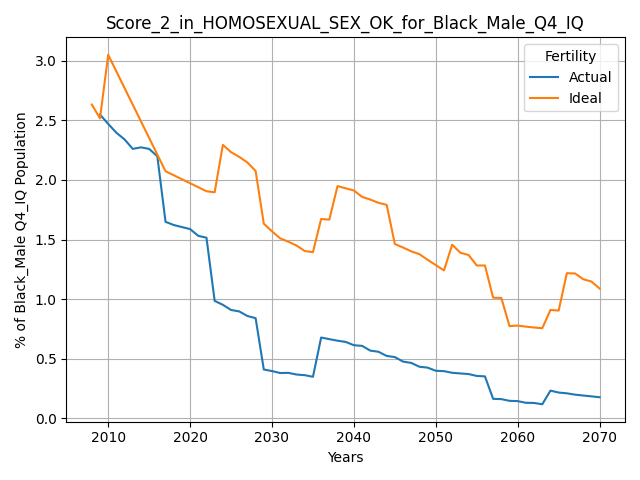 Score_2_in_HOMOSEXUAL_SEX_OK_for_Black_Male_Q4_IQ
Fertility
Actual
Ideal
% of Black_Male Q4_IQ Population
3.0
2.5
2.0
1.5
1.0
0.5
0.0
2010 2020 2030 2040 2050 2060 2070
Years